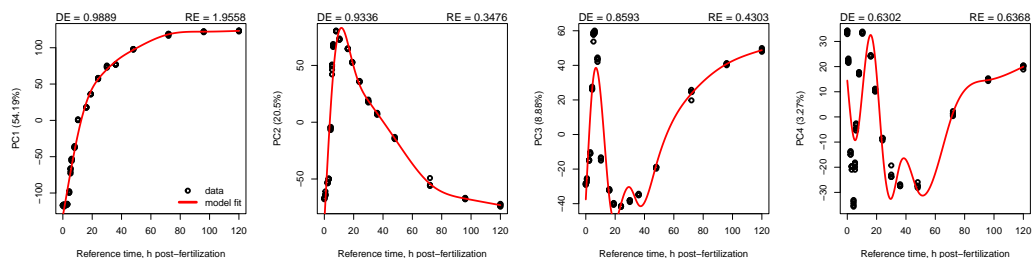 DE = 0.9889 RE = 1.9558
100
50
0
−50
−100
PC1 (54.19%)
data
model fit
0 20 40 60 80 100 120
Reference time, h post−fertilization
DE = 0.9336 RE = 0.3476
50
0
−50
PC2 (20.5%)
0 20 40 60 80 100 120
Reference time, h post−fertilization
DE = 0.8593 RE = 0.4303
60
40
20
0
−20
−40
PC3 (8.88%)
0 20 40 60 80 100 120
Reference time, h post−fertilization
DE = 0.6302 RE = 0.6368
30
20
10
0
−10
−20
−30
PC4 (3.27%)
0 20 40 60 80 100 120
Reference time, h post−fertilization